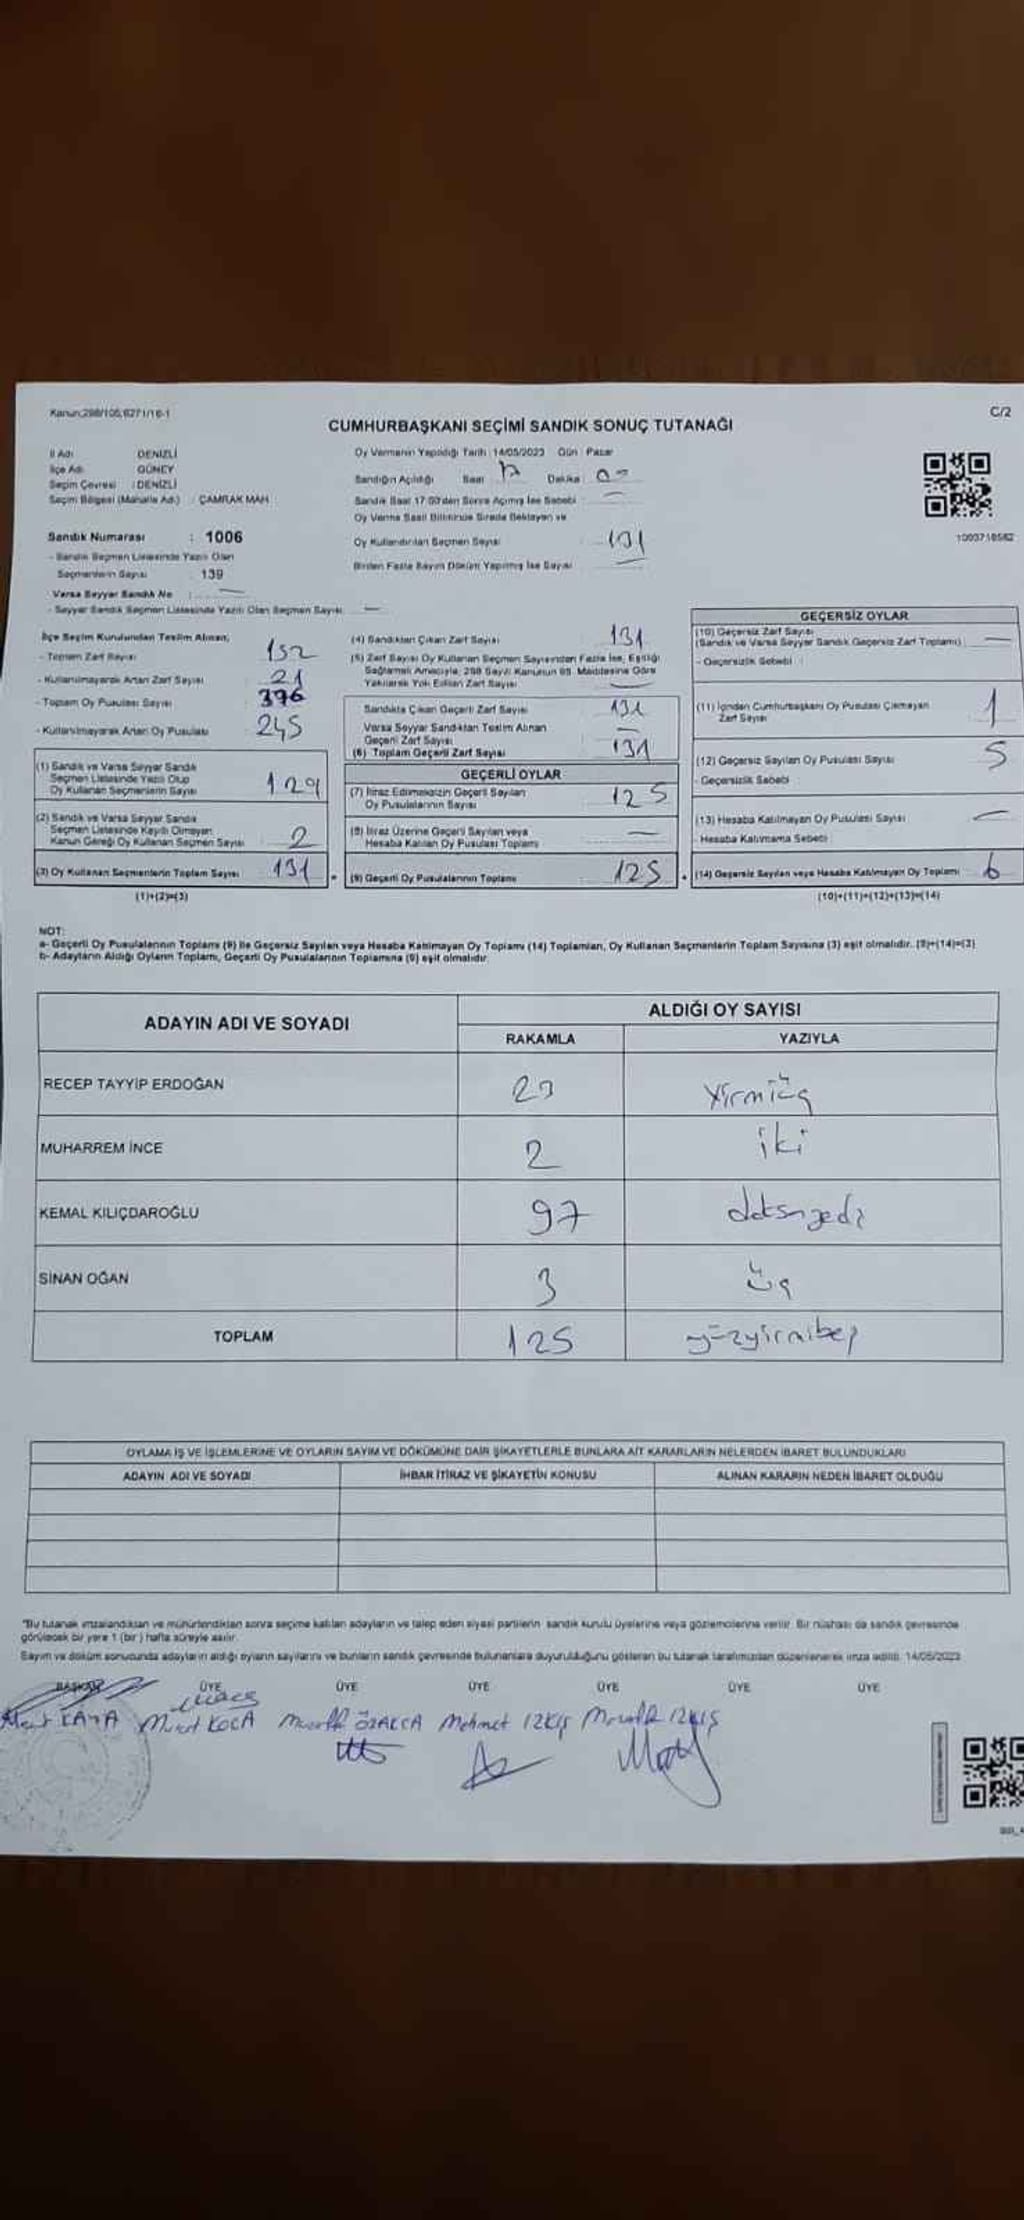 Kanun:298/105,6271/16-1
C/2
CUMHURBAŞKANI SEÇİMİ SANDIK SONUÇ TUTANAĞI
İl Adı : DENİZLİ
İlçe Adı : GÜNEY
Seçim Çevresi : DENİZLİ
Seçim Bölgesi (Mahalle Adı) : ÇAMRAK MAH
Oy Vermenin Yapıldığı Tarih : 14/05/2023 Gün : Pazar
Sandığın Açıldığı Saat Dakika
Sandık Saat 17:00'den Sonra Açılmış İse Sebebi
Oy Verme Saati Bitiminde Sırada Bekleyen ve
Oy Kullandırılan Seçmen Sayısı 131
Birden Fazla Sayım Döküm Yapılmış İse Sayısı
1003718562
Sandık Numarası : 1006
- Sandık Seçmen Listesinde Yazılı Olan
Seçmenlerin Sayısı : 139
Varsa Seyyar Sandık No : —
- Seyyar Sandık Seçmen Listesinde Yazılı Olan Seçmen Sayısı —
İlçe Seçim Kurulundan Teslim Alınan;
- Toplam Zarf Sayısı 152
- Kullanılmayarak Artan Zarf Sayısı 21
- Toplam Oy Pusulası Sayısı 376
- Kullanılmayarak Artan Oy Pusulası 245
(1) Sandık ve Varsa Seyyar Sandık
Seçmen Listesinde Yazılı Olup
Oy Kullanan Seçmenlerin Sayısı 129
(2) Sandık ve Varsa Seyyar Sandık
Seçmen Listesinde Kayıtlı Olmayan
Kanun Gereği Oy Kullanan Seçmen Sayısı 2
(3) Oy Kullanan Seçmenlerin Toplam Sayısı 131
(1)+(2)=(3)
(4) Sandıktan Çıkan Zarf Sayısı 131
(5) Zarf Sayısı Oy Kullanan Seçmen Sayısından Fazla İse, Eşitliği
Sağlamak Amacıyla, 298 Sayılı Kanunun 98. Maddesine Göre
Yakılarak Yok Edilen Zarf Sayısı —
Sandıkta Çıkan Geçerli Zarf Sayısı 131
Varsa Seyyar Sandıktan Teslim Alınan
Geçerli Zarf Sayısı —
(6) Toplam Geçerli Zarf Sayısı 131
GEÇERLİ OYLAR
(7) İtiraz Edilmeksizin Geçerli Sayılan
Oy Pusulalarının Sayısı 125
(8) İtiraz Üzerine Geçerli Sayılan veya
Hesaba Katılan Oy Pusulası Toplamı —
(9) Geçerli Oy Pusulalarının Toplamı 125
GEÇERSİZ OYLAR
(10) Geçersiz Zarf Sayısı
(Sandık ve Varsa Seyyar Sandık Geçersiz Zarf Toplamı) —
- Geçersizlik Sebebi :
(11) İçinden Cumhurbaşkanı Oy Pusulası Çıkmayan
Zarf Sayısı 1
(12) Geçersiz Sayılan Oy Pusulası Sayısı 5
- Geçersizlik Sebebi
(13) Hesaba Katılmayan Oy Pusulası Sayısı —
- Hesaba Katılmama Sebebi :
(14) Geçersiz Sayılan veya Hesaba Katılmayan Oy Toplamı 6
(10)+(11)+(12)+(13)=(14)
NOT:
a- Geçerli Oy Pusulalarının Toplamı (9) ile Geçersiz Sayılan veya Hesaba Katılmayan Oy Toplamı (14) Toplamları, Oy Kullanan Seçmenlerin Toplam Sayısına (3) eşit olmalıdır. (9)+(14)=(3)
b- Adayların Aldığı Oyların Toplamı, Geçerli Oy Pusulalarının Toplamına (9) eşit olmalıdır.
ADAYIN ADI VE SOYADI
ALDIĞI OY SAYISI
RAKAMLA YAZIYLA
RECEP TAYYİP ERDOĞAN 23 Yirmiüç
MUHARREM İNCE 2 iki
KEMAL KILIÇDAROĞLU 97 doksanyedi
SİNAN OĞAN 3 üç
TOPLAM 125 yüzyirmibeş
OYLAMA İŞ VE İŞLEMLERİNE VE OYLARIN SAYIM VE DÖKÜMÜNE DAİR ŞİKAYETLERLE BUNLARA AİT KARARLARIN NELERDEN İBARET BULUNDUKLARI
ADAYIN ADI VE SOYADI İHBAR İTİRAZ VE ŞİKAYETİN KONUSU ALINAN KARARIN NEDEN İBARET OLDUĞU
"Bu tutanak imzalandıktan ve mühürlendikten sonra seçime katılan adayların ve talep eden siyasi partilerin sandık kurulu üyelerine veya gözlemcilerine verilir. Bir nüshası da sandık çevresinde
görülecek bir yere 1 (bir) hafta süreyle asılır.
Sayım ve döküm sonucunda adayların aldığı oyların sayılarını ve bunların sandık çevresinde bulunanlara duyurulduğunu gösteren bu tutanak tarafımızdan düzenlenerek imza edildi. 14/05/2023
BAŞKAN ÜYE ÜYE ÜYE ÜYE ÜYE ÜYE
KAYA Murat KOCA ÖZAKCA Mehmet IZKIŞ IZKIŞ